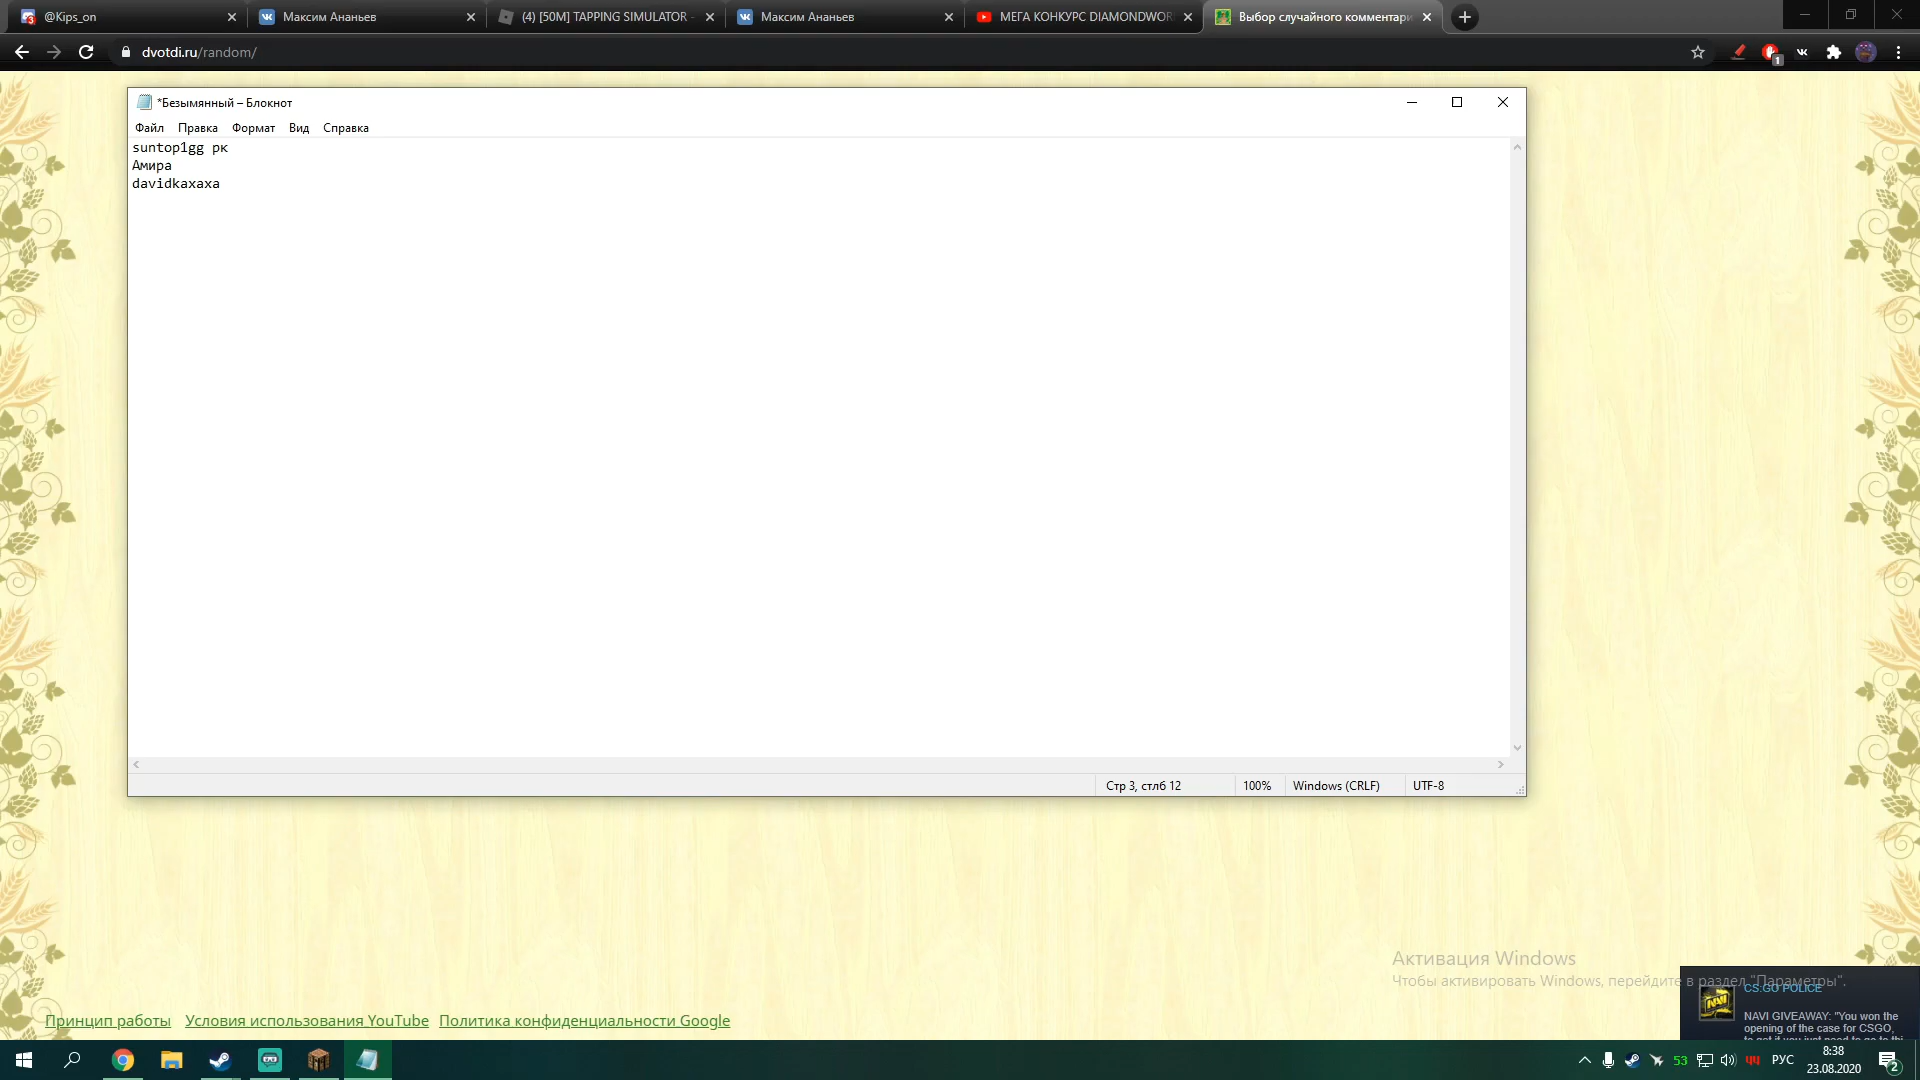 @Kips_on
Максим Ананьев
(4) [50M] TAPPING SIMULATOR -
Максим Ананьев
МЕГА КОНКУРС DIAMONDWOR
Выбор случайного комментари
dvotdi.ru/random/
*Безымянный – Блокнот
Файл Правка Формат Вид Справка
suntop1gg рк
Амира
davidkaxaxa
Стр 3, стлб 12
100%
Windows (CRLF)
UTF-8
Активация Windows
Чтобы активировать Windows, перейдите в раздел "Параметры".
CS:GO POLICE
NAVI GIVEAWAY: "You won the
opening of the case for CSGO,
Принцип работы Условия использования YouTube Политика конфиденциальности Google
53
РУС
8:38
23.08.2020
2